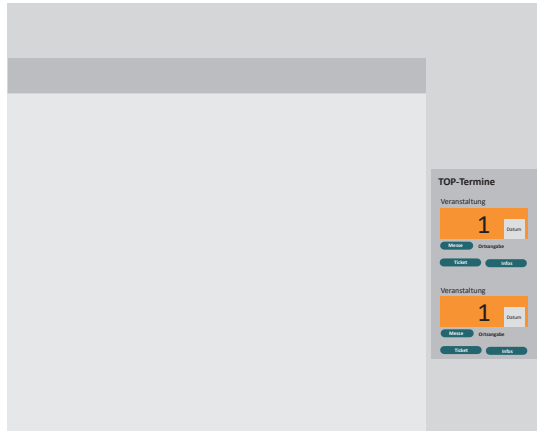 TOP-Termine
Veranstaltung
1
Datum
Messe Ortsangabe
Ticket Infos
Veranstaltung
1
Datum
Messe Ortsangabe
Ticket Infos